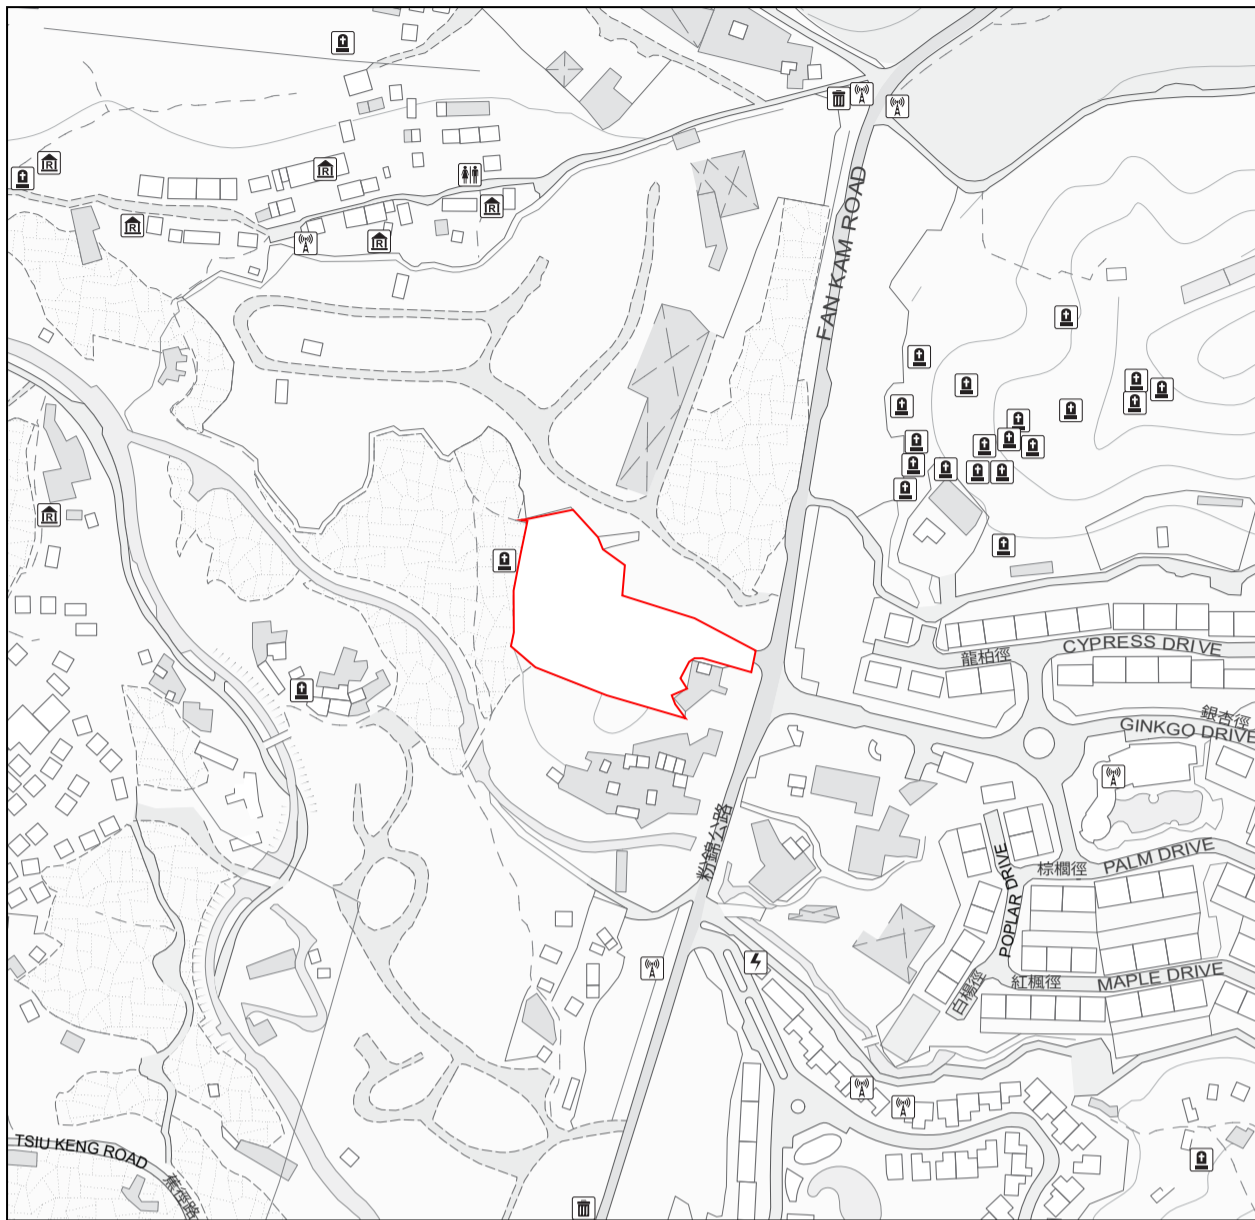 FAN KAM ROAD
龍柏徑
CYPRESS DRIVE
銀杏徑
GINKGO DRIVE
粉錦公路
棕櫚徑
PALM DRIVE
POPLAR DRIVE
白楊徑
紅楓徑
MAPLE DRIVE
TSIU KENG ROAD
蕉徑路